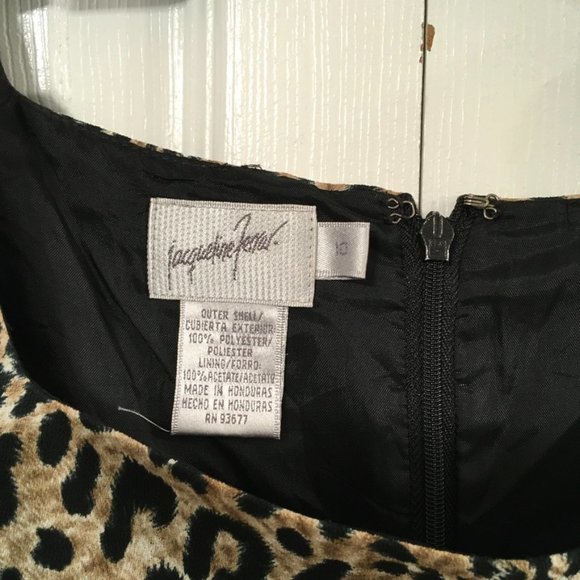 Jacqueline Ferrar
10
OUTER SHELL/
CUBIERTA EXTERIOR
100% POLYESTER/
POLIESTER
LINING/FORRO:
100% ACETATE/ACETATO
MADE IN HONDURAS
HECHO EN HONDURAS
RN 93677